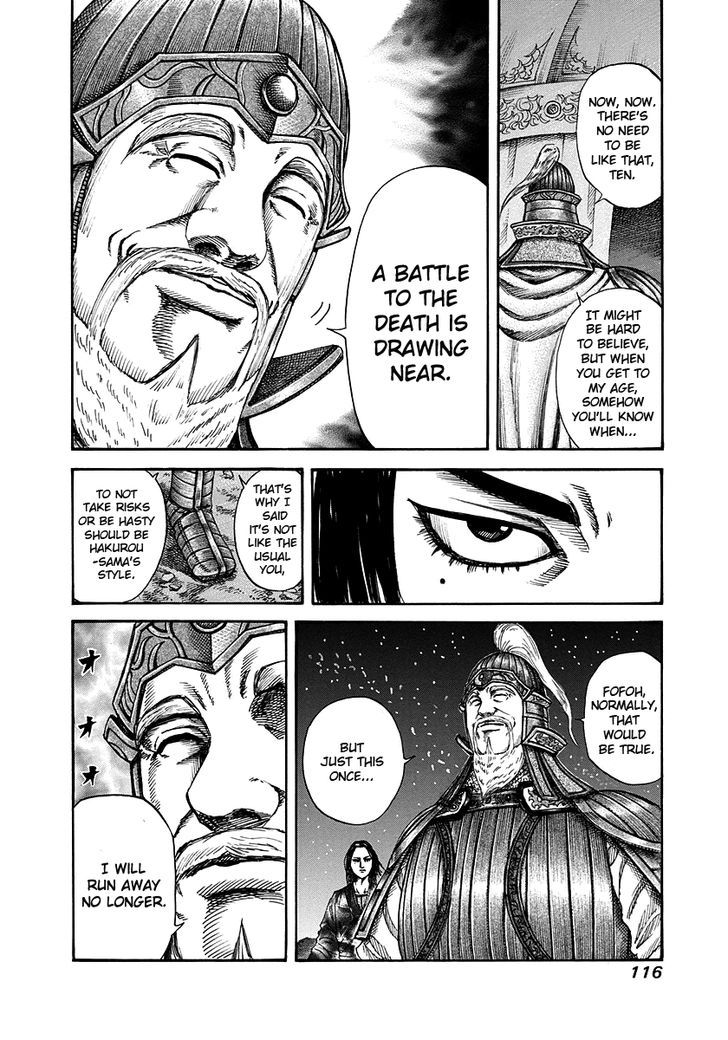 NOW, NOW.
THERE'S
NO NEED
TO BE
LIKE THAT,
TEN.
IT MIGHT
BE HARD
TO BELIEVE,
BUT WHEN
YOU GET TO
MY AGE,
SOMEHOW
YOU'LL KNOW
WHEN...
A BATTLE
TO THE
DEATH IS
DRAWING
NEAR.
THAT'S
WHY I
SAID
IT'S NOT
LIKE THE
USUAL
YOU,
TO NOT
TAKE RISKS
OR BE HASTY
SHOULD BE
HAKUROU
-SAMA'S
STYLE.
FOFOH,
NORMALLY,
THAT
WOULD
BE TRUE.
BUT
JUST THIS
ONCE...
オオオ
I WILL
RUN AWAY
NO LONGER.
116